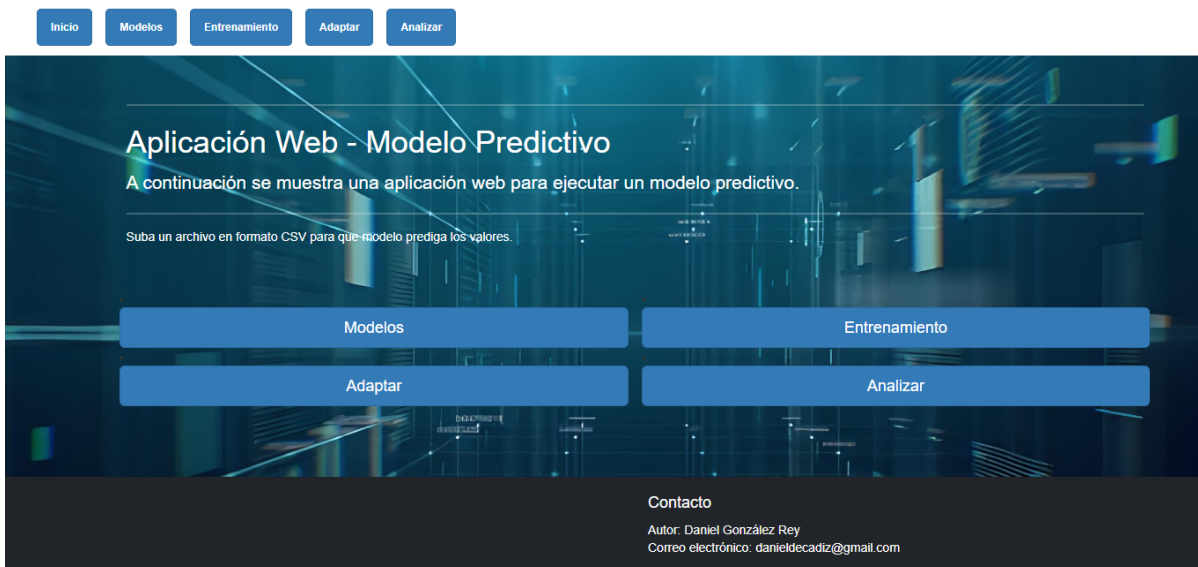 Inicio
Modelos
Entrenamiento
Adaptar
Analizar
Aplicación Web - Modelo Predictivo
A continuación se muestra una aplicación web para ejecutar un modelo predictivo.
Suba un archivo en formato CSV para que modelo prediga los valores.
Modelos
Entrenamiento
Adaptar
Analizar
Contacto
Autor: Daniel González Rey
Correo electrónico: danieldecadiz@gmail.com